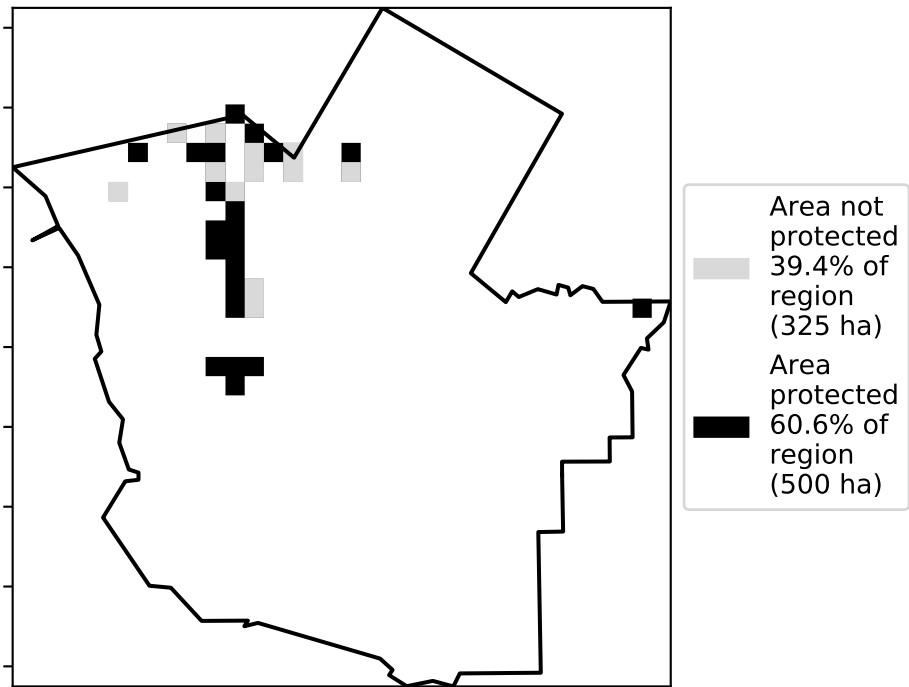 Area not
protected
39.4% of
region
(325 ha)
Area
protected
60.6% of
region
(500 ha)